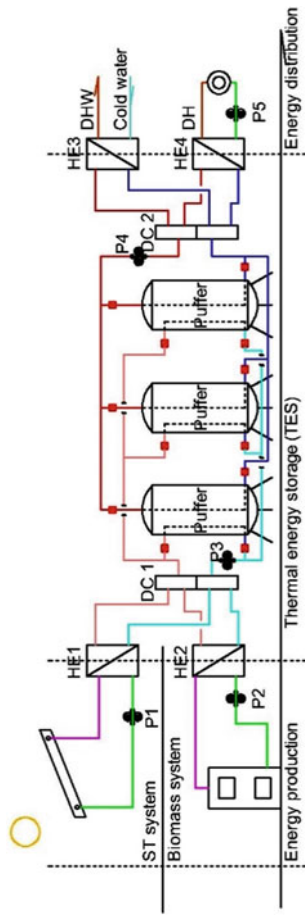 HE1
P1
ST system
Biomass system
HE2
P2
Energy production
DC 1
P3
Puffer
Puffer
Puffer
Thermal energy storage (TES)
P4
DC 2
HE3
DHW
Cold water
HE4
DH
P5
Energy distribution